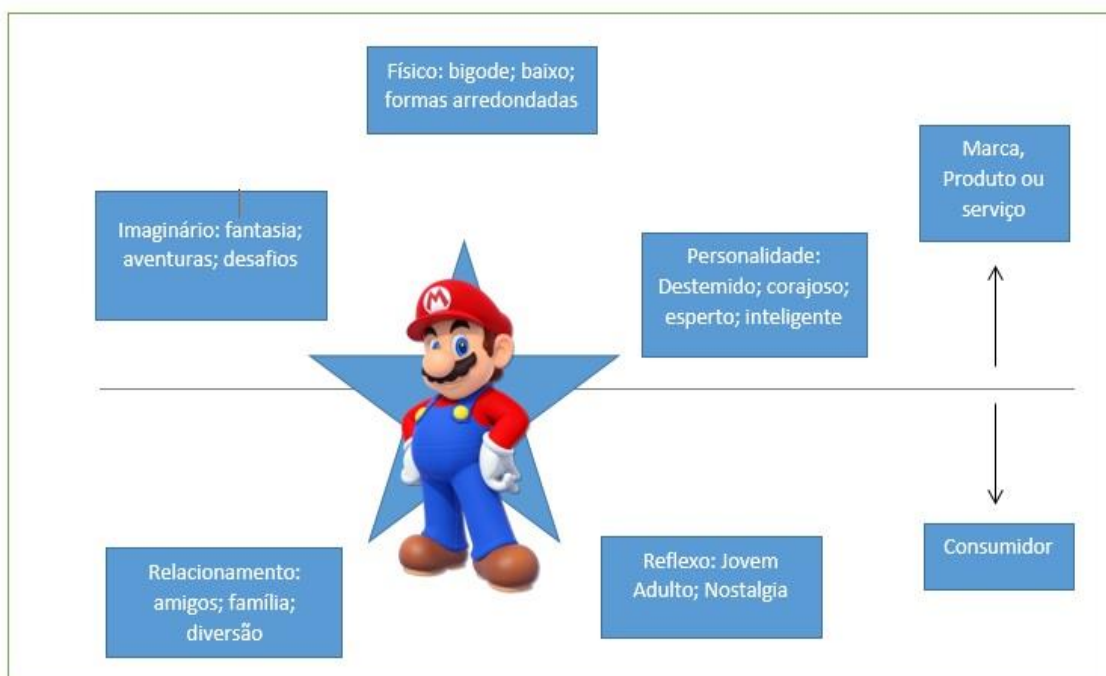 Físico: bigode; baixo;
formas arredondadas
Marca,
Produto ou
serviço
Imaginário: fantasia;
aventuras; desafios
Personalidade:
Destemido; corajoso;
esperto; inteligente
M
Relacionamento:
amigos; família;
diversão
Reflexo: Jovem
Adulto; Nostalgia
Consumidor